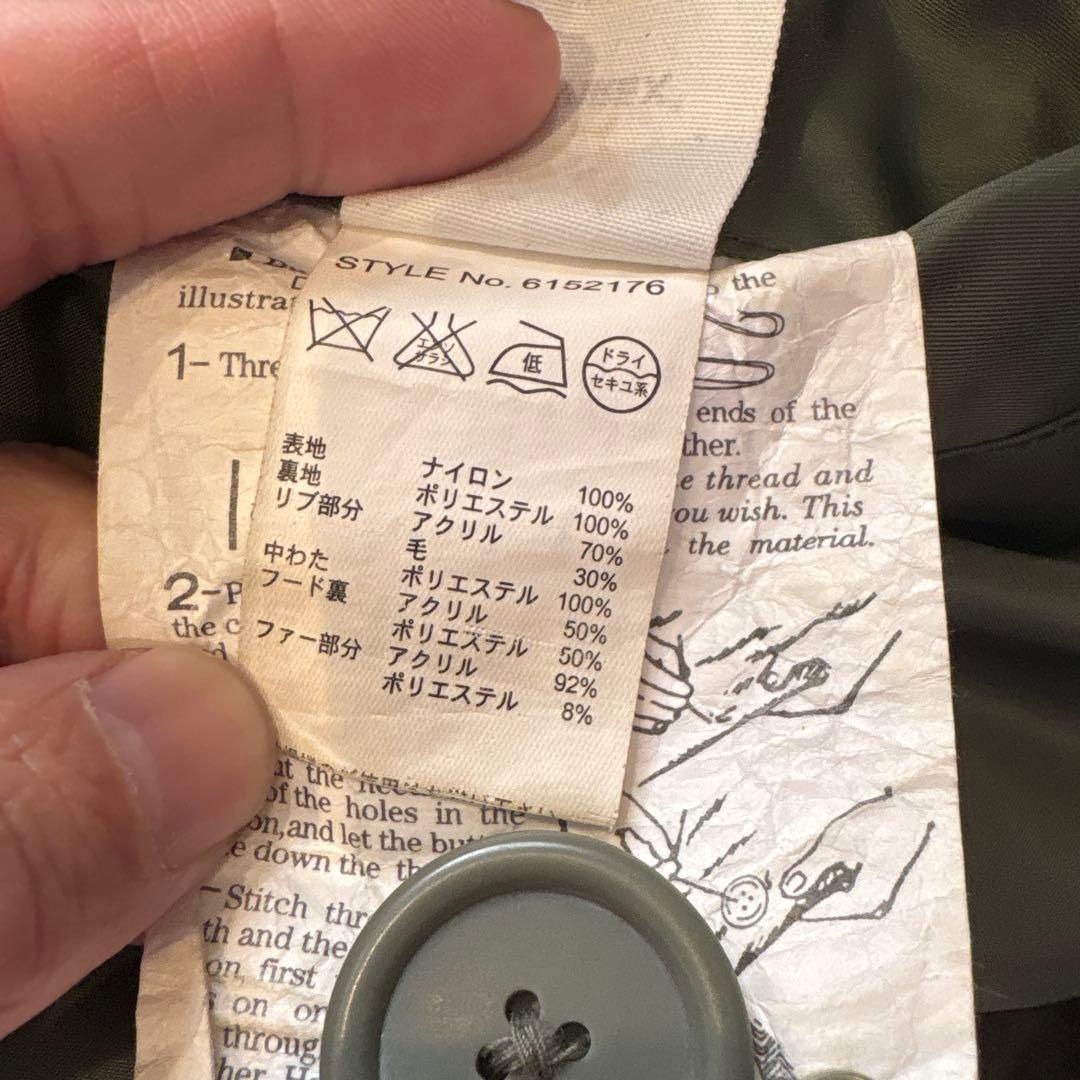 STYLE No. 6152176
エンソ
サラシ
低
ドライ
セキユ系
表地 ナイロン 100%
裏地 ポリエステル 100%
リブ部分 アクリル 70%
毛 30%
中わた ポリエステル 100%
フード裏 アクリル 50%
ポリエステル 50%
ファー部分 アクリル 92%
ポリエステル 8%
illustra
the
1- Thre
ends of the
ther.
e thread and
ou wish. This
the material.
2-P
the c
ut the
of the holes in the
on, and let the but
e down the th
-Stitch thr
th and the
on, first
on or
throug
her. H